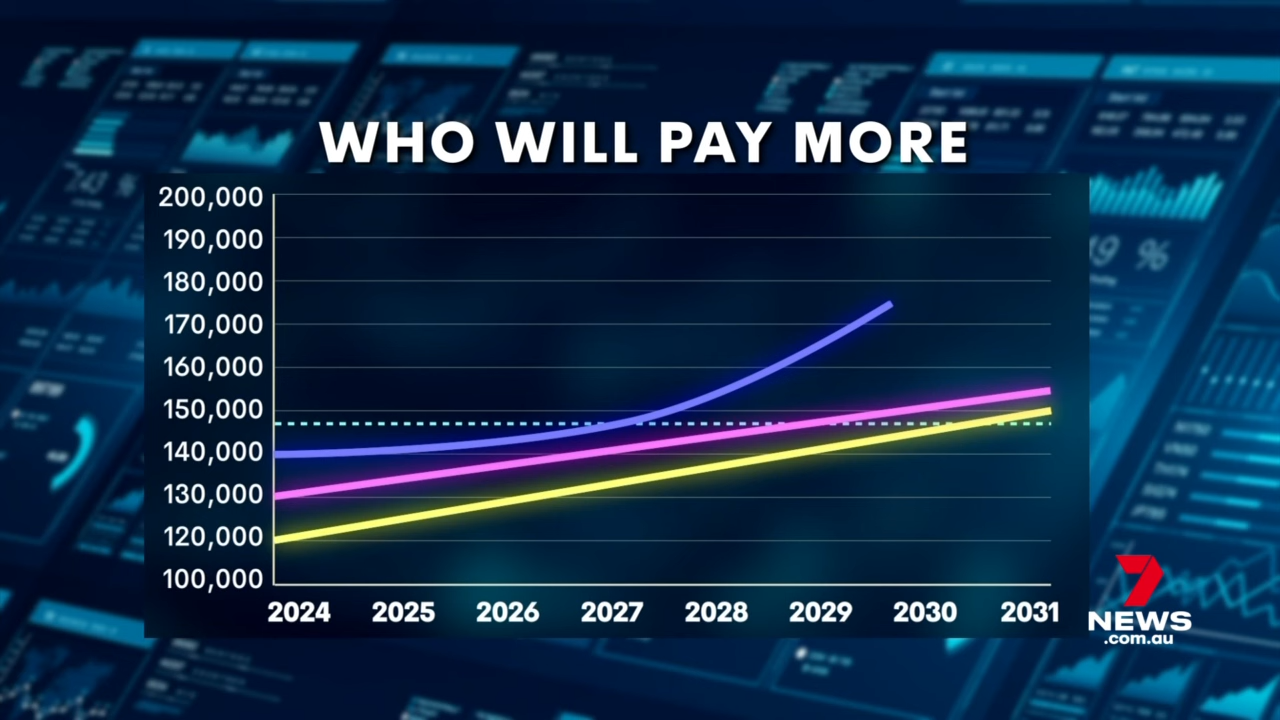 WHO WILL PAY MORE
200,000
190,000
180,000
170,000
160,000
150,000
140,000
130,000
120,000
100,000
2024 2025 2026 2027 2028 2029 2030 2031
7
NEWS
.com.au